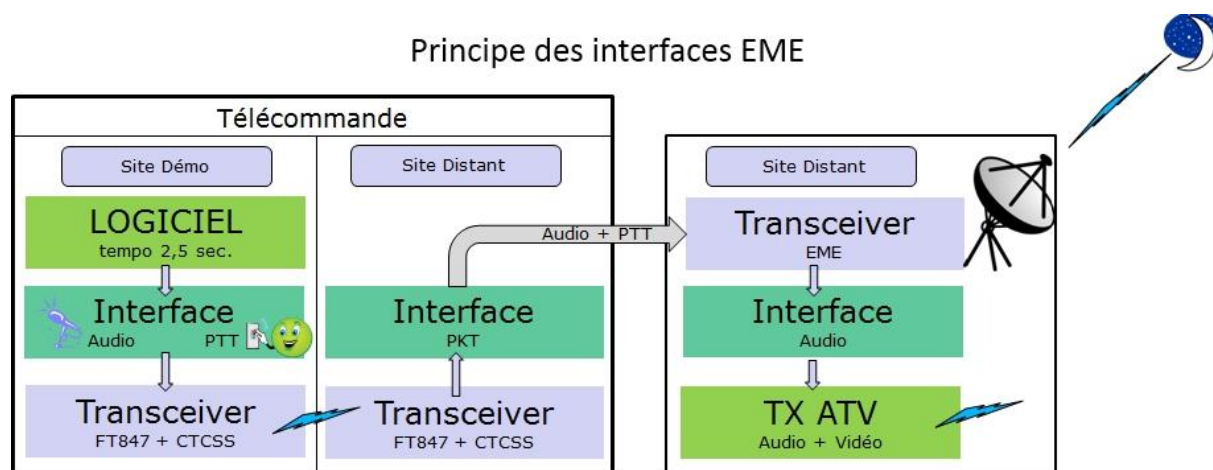 Principe des interfaces EME
Télécommande
Site Démo
LOGICIEL
tempo 2,5 sec.
Interface
Audio PTT
Transceiver
FT847 + CTCSS
Site Distant
Interface
PKT
Transceiver
FT847 + CTCSS
Audio + PTT
Site Distant
Transceiver
EME
Interface
Audio
TX ATV
Audio + Vidéo